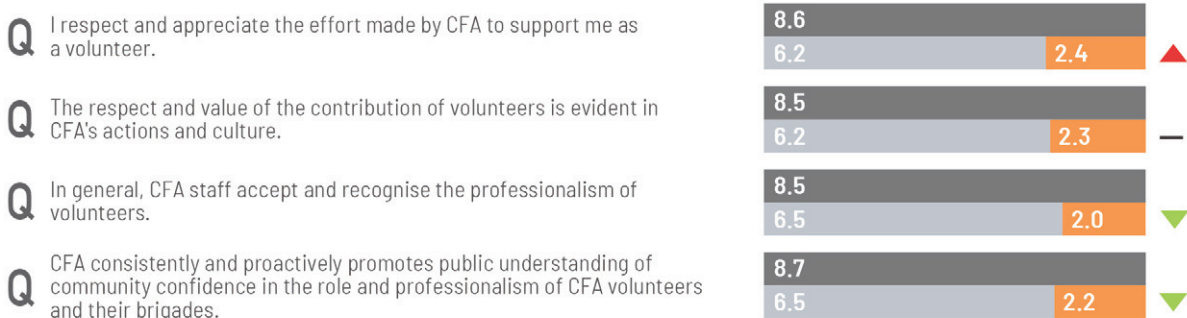 Q I respect and appreciate the effort made by CFA to support me as
a volunteer.
8.6
6.2 2.4
Q The respect and value of the contribution of volunteers is evident in
CFA's actions and culture.
8.5
6.2 2.3
Q In general, CFA staff accept and recognise the professionalism of
volunteers.
8.5
6.5 2.0
Q CFA consistently and proactively promotes public understanding of
community confidence in the role and professionalism of CFA volunteers
and their brigades.
8.7
6.5 2.2